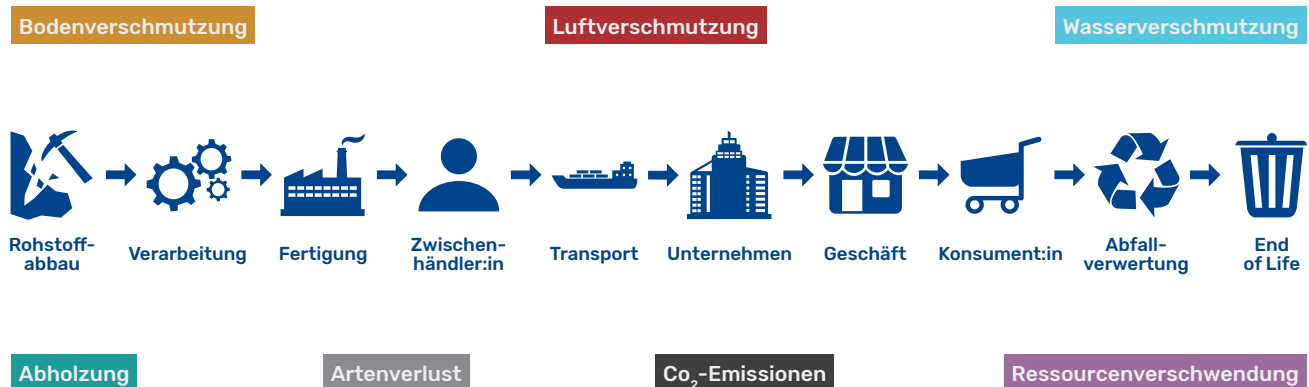 Bodenverschmutzung
Luftverschmutzung
Wasserverschmutzung
Rohstoff-
abbau
Verarbeitung
Fertigung
Zwischen-
händler:in
Transport
Unternehmen
Geschäft
Konsument:in
Abfall-
verwertung
End
of Life
Abholzung
Artenverlust
Co₂-Emissionen
Ressourcenverschwendung